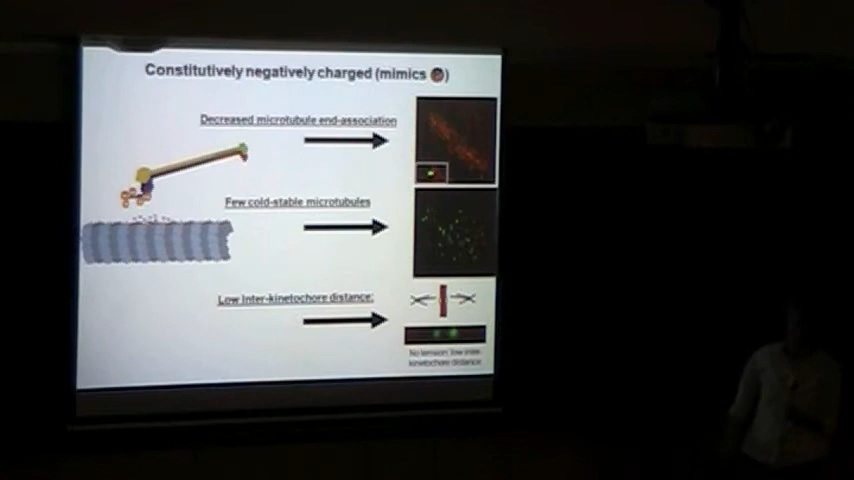 Constitutively negatively charged (mimics P)
Decreased microtubule end-association
Few cold-stable microtubules
Low Inter-kinetochore distance:
No tension: low inter-
kinetochore distance